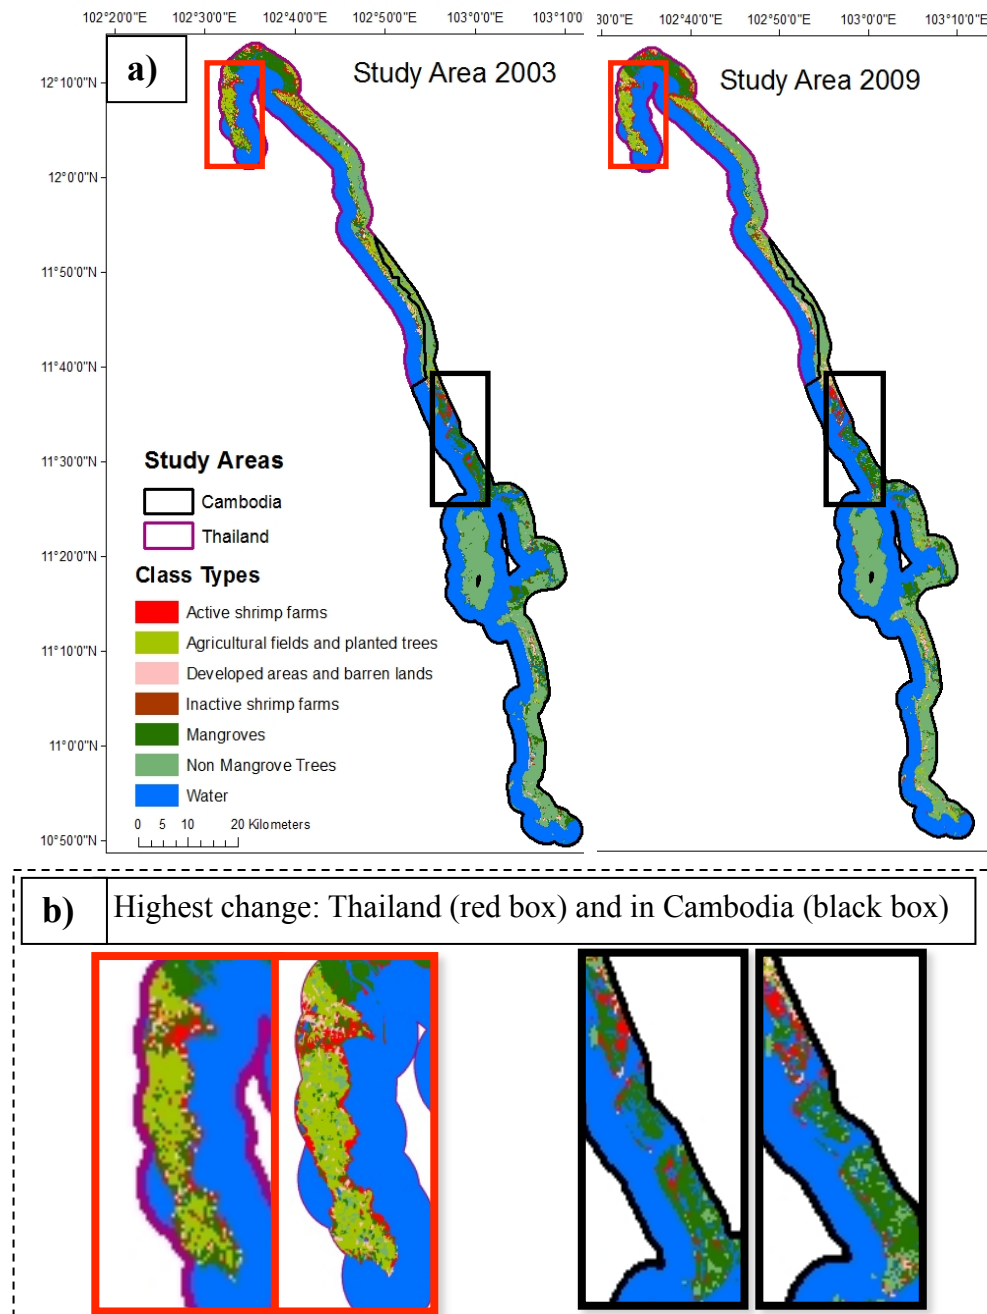 102°20'0"E 102°30'0"E 102°40'0"E 102°50'0"E 103°0'0"E 103°10'0"E
30'0"E 102°40'0"E 102°50'0"E 103°0'0"E 103°10'0"E
a)
Study Area 2003
Study Area 2009
12°10'0"N
12°0'0"N
11°50'0"N
11°40'0"N
11°30'0"N
11°20'0"N
11°10'0"N
11°0'0"N
10°50'0"N
Study Areas
Cambodia
Thailand
Class Types
Active shrimp farms
Agricultural fields and planted trees
Developed areas and barren lands
Inactive shrimp farms
Mangroves
Non Mangrove Trees
Water
0 5 10 20 Kilometers
b) Highest change: Thailand (red box) and in Cambodia (black box)